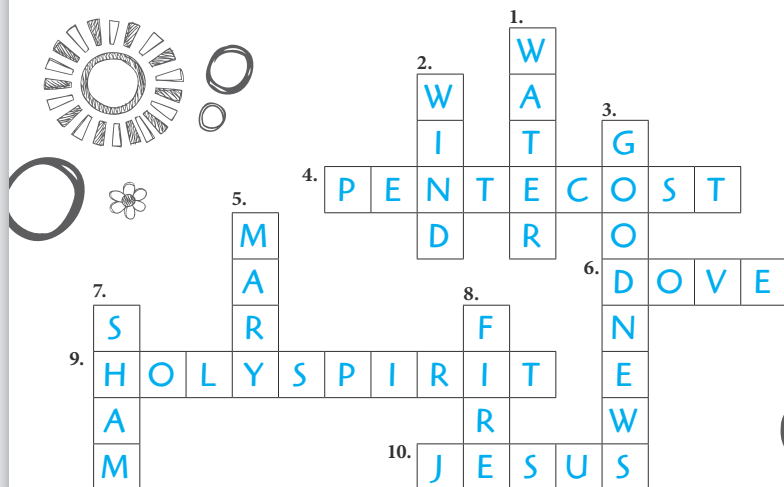 1.
W
2.
W A
3.
I T G
4. P E N T E C O S T
5.
M D R O
6.
A D O V E
7. 8.
S R F N
9. H O L Y S P I R I T E
A R W
10.
M J E S U S